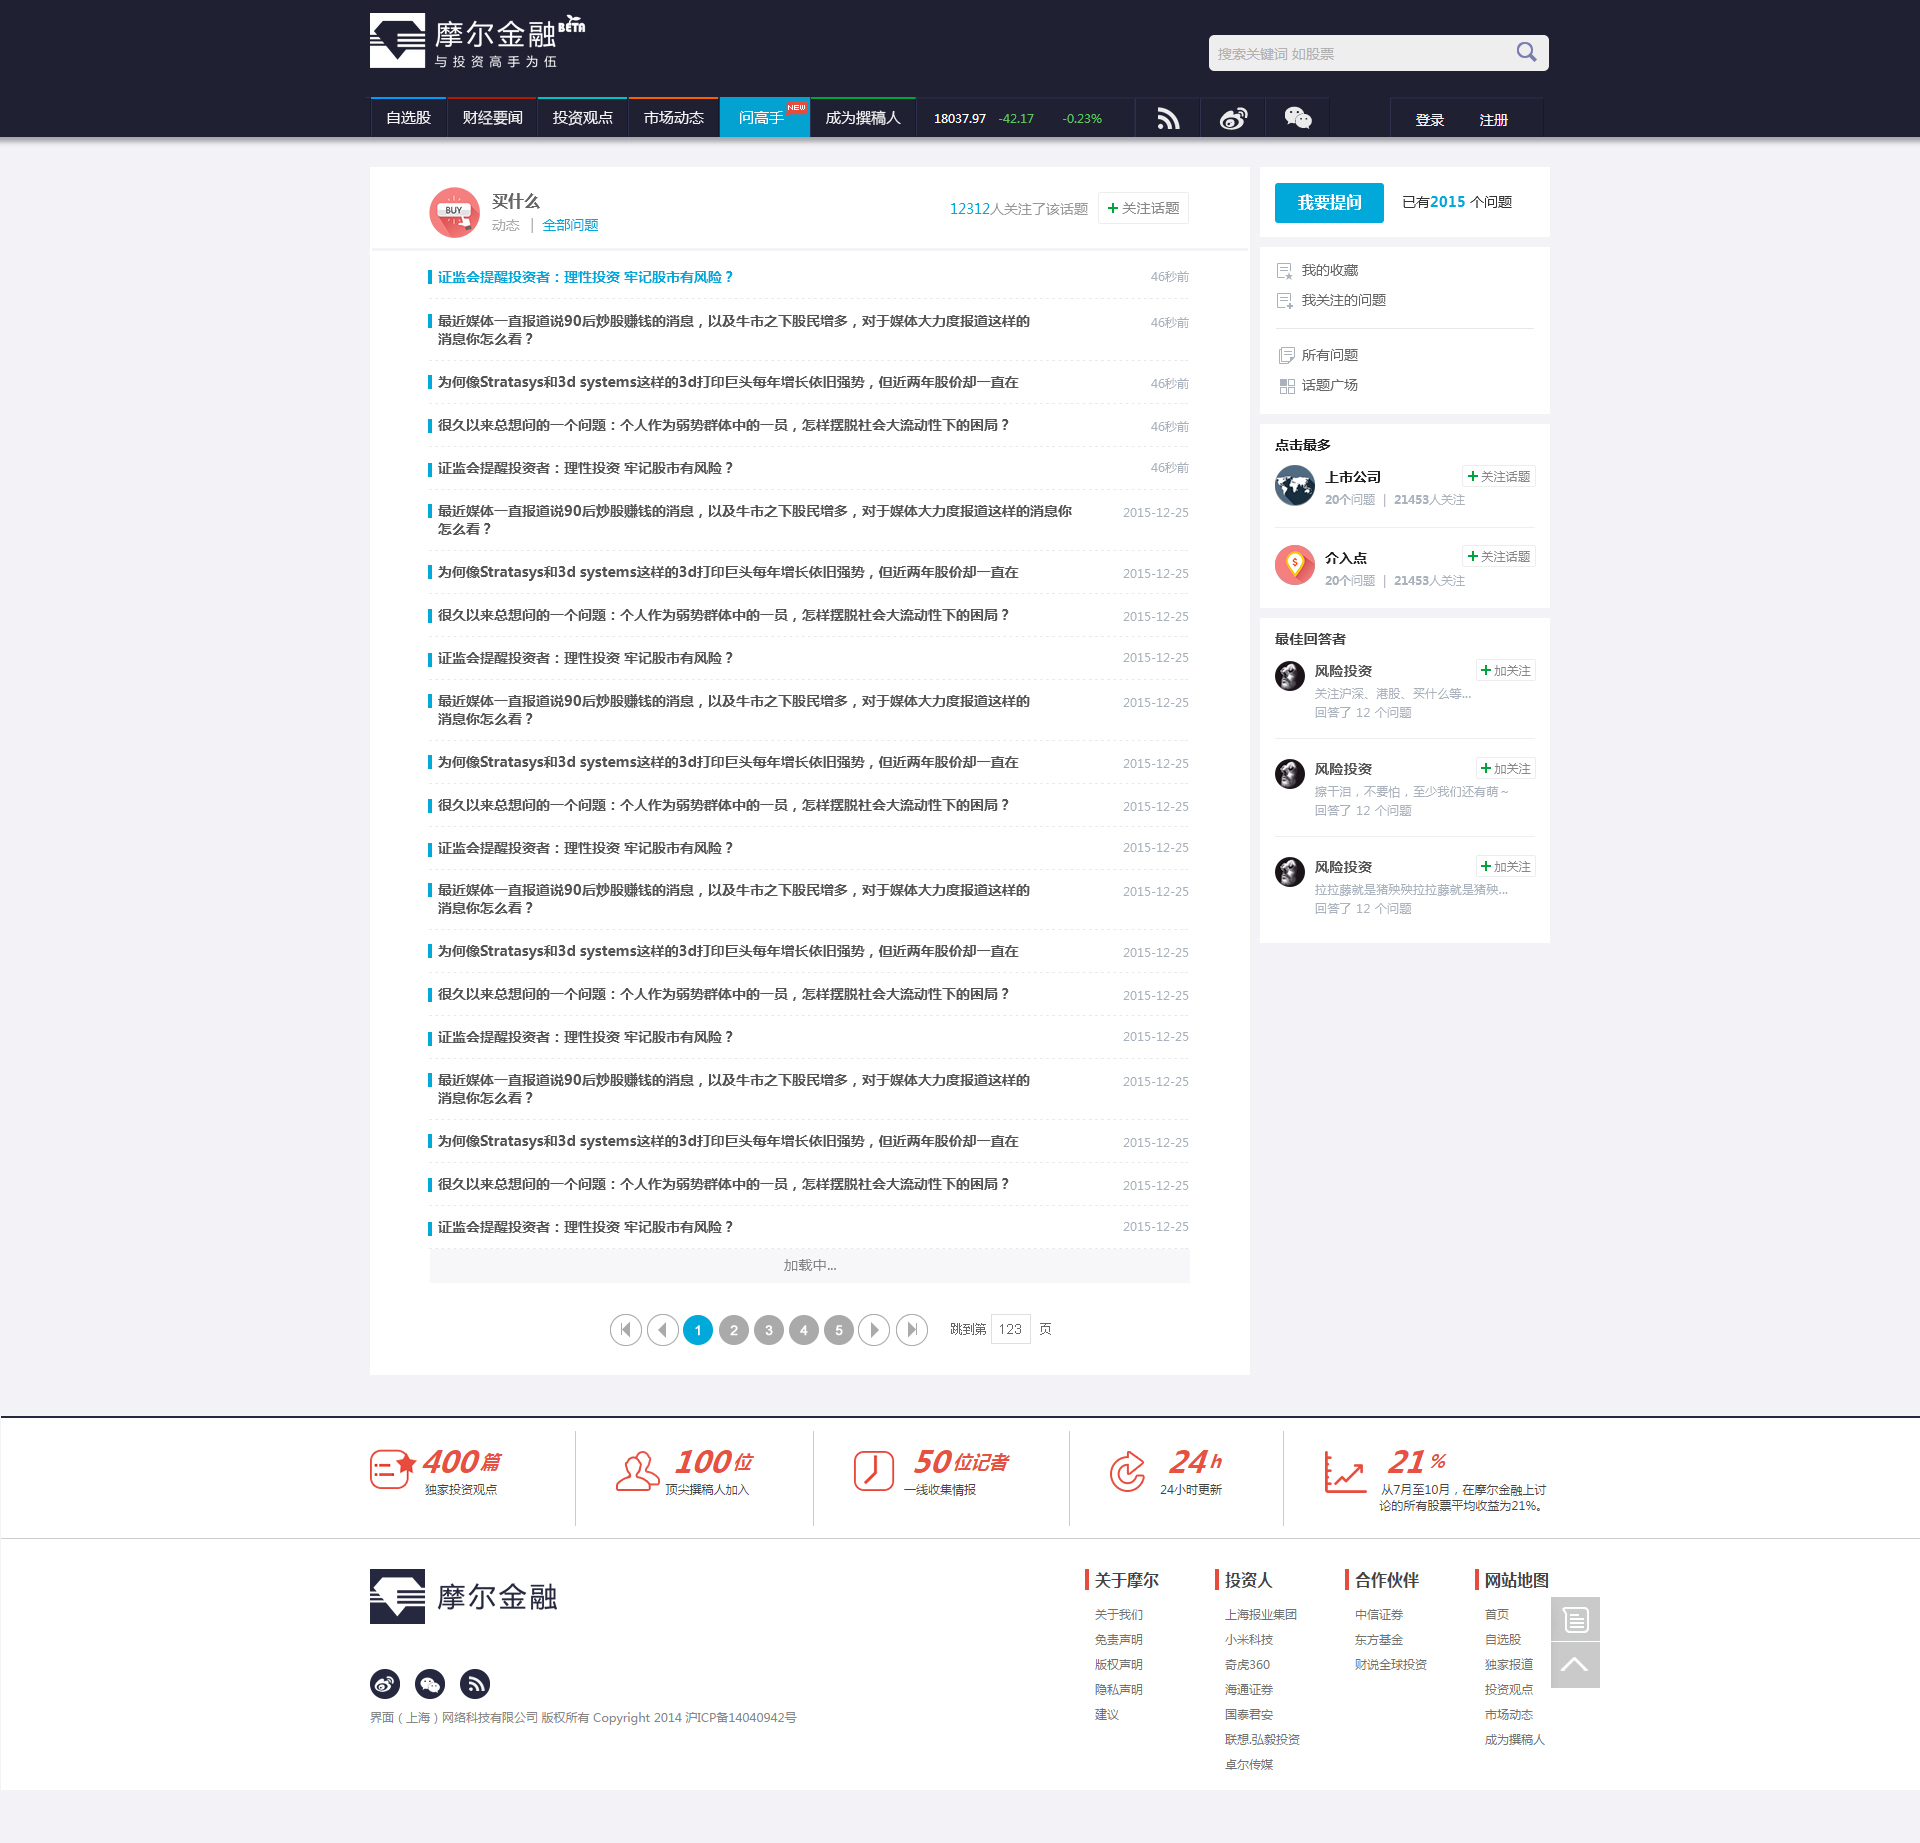 摩尔金融BETA
与投资高手为伍
搜索关键词 如股票
自选股 财经要闻 投资观点 市场动态 问高手 NEW 成为撰稿人 18037.97 -42.17 -0.23% 登录 注册
BUY
买什么
动态 | 全部问题
12312人关注了该话题 +关注话题
证监会提醒投资者：理性投资 牢记股市有风险？ 46秒前
最近媒体一直报道说90后炒股赚钱的消息，以及牛市之下股民增多，对于媒体大力度报道这样的 46秒前
消息你怎么看？
为何像Stratasys和3d systems这样的3d打印巨头每年增长依旧强势，但近两年股价却一直在 46秒前
很久以来总想问的一个问题：个人作为弱势群体中的一员，怎样摆脱社会大流动性下的困局？ 46秒前
证监会提醒投资者：理性投资 牢记股市有风险？ 46秒前
最近媒体一直报道说90后炒股赚钱的消息，以及牛市之下股民增多，对于媒体大力度报道这样的消息你 2015-12-25
怎么看？
为何像Stratasys和3d systems这样的3d打印巨头每年增长依旧强势，但近两年股价却一直在 2015-12-25
很久以来总想问的一个问题：个人作为弱势群体中的一员，怎样摆脱社会大流动性下的困局？ 2015-12-25
证监会提醒投资者：理性投资 牢记股市有风险？ 2015-12-25
最近媒体一直报道说90后炒股赚钱的消息，以及牛市之下股民增多，对于媒体大力度报道这样的 2015-12-25
消息你怎么看？
为何像Stratasys和3d systems这样的3d打印巨头每年增长依旧强势，但近两年股价却一直在 2015-12-25
很久以来总想问的一个问题：个人作为弱势群体中的一员，怎样摆脱社会大流动性下的困局？ 2015-12-25
证监会提醒投资者：理性投资 牢记股市有风险？ 2015-12-25
最近媒体一直报道说90后炒股赚钱的消息，以及牛市之下股民增多，对于媒体大力度报道这样的 2015-12-25
消息你怎么看？
为何像Stratasys和3d systems这样的3d打印巨头每年增长依旧强势，但近两年股价却一直在 2015-12-25
很久以来总想问的一个问题：个人作为弱势群体中的一员，怎样摆脱社会大流动性下的困局？ 2015-12-25
证监会提醒投资者：理性投资 牢记股市有风险？ 2015-12-25
最近媒体一直报道说90后炒股赚钱的消息，以及牛市之下股民增多，对于媒体大力度报道这样的 2015-12-25
消息你怎么看？
为何像Stratasys和3d systems这样的3d打印巨头每年增长依旧强势，但近两年股价却一直在 2015-12-25
很久以来总想问的一个问题：个人作为弱势群体中的一员，怎样摆脱社会大流动性下的困局？ 2015-12-25
证监会提醒投资者：理性投资 牢记股市有风险？ 2015-12-25
加载中...
1 2 3 4 5 跳到第 123 页
我要提问 已有2015 个问题
我的收藏
我关注的问题
所有问题
话题广场
点击最多
上市公司 +关注话题
20个问题 | 21453人关注
$
介入点 +关注话题
20个问题 | 21453人关注
最佳回答者
风险投资 +加关注
关注沪深、港股、买什么等...
回答了 12 个问题
风险投资 +加关注
擦干泪，不要怕，至少我们还有萌～
回答了 12 个问题
风险投资 +加关注
拉拉藤就是猪殃殃拉拉藤就是猪殃...
回答了 12 个问题
400篇
独家投资观点
100位
顶尖撰稿人加入
50位记者
一线收集情报
24h
24小时更新
21%
从7月至10月，在摩尔金融上讨
论的所有股票平均收益为21%。
摩尔金融
界面（上海）网络科技有限公司 版权所有 Copyright 2014 沪ICP备14040942号
关于摩尔
关于我们
免责声明
版权声明
隐私声明
建议
投资人
上海报业集团
小米科技
奇虎360
海通证券
国泰君安
联想.弘毅投资
卓尔传媒
合作伙伴
中信证券
东方基金
财说全球投资
网站地图
首页
自选股
独家报道
投资观点
市场动态
成为撰稿人